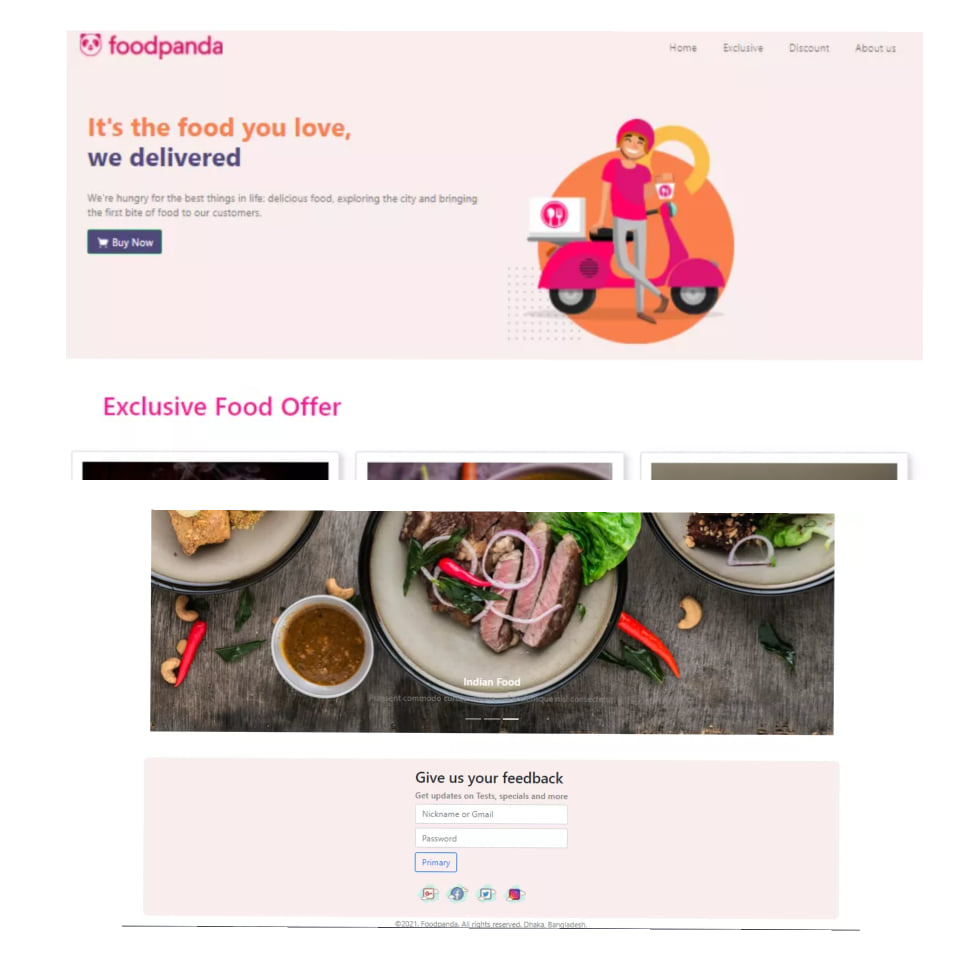 foodpanda
Home Exclusive Discount About us
It's the food you love,
we delivered
We're hungry for the best things in life: delicious food, exploring the city and bringing
the first bite of food to our customers.
Buy Now
Exclusive Food Offer
Indian Food
Praesent commodo cursus
nisl consectetur
Give us your feedback
Get updates on Tests, specials and more
Nickname or Gmail
Password
Primary
©2021. Foodpanda. All rights reserved. Dhaka, Bangladesh.